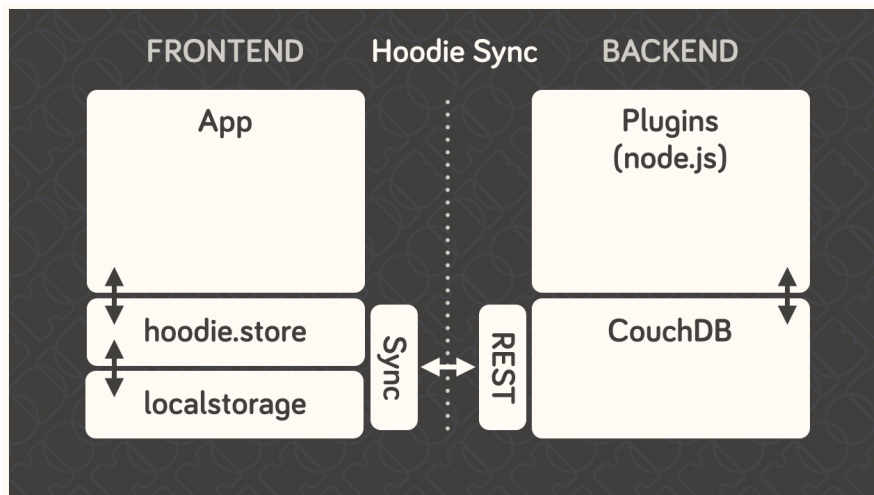 FRONTEND
Hoodie Sync
BACKEND
App
Plugins
(node.js)
hoodie.store
localstorage
Sync
REST
CouchDB